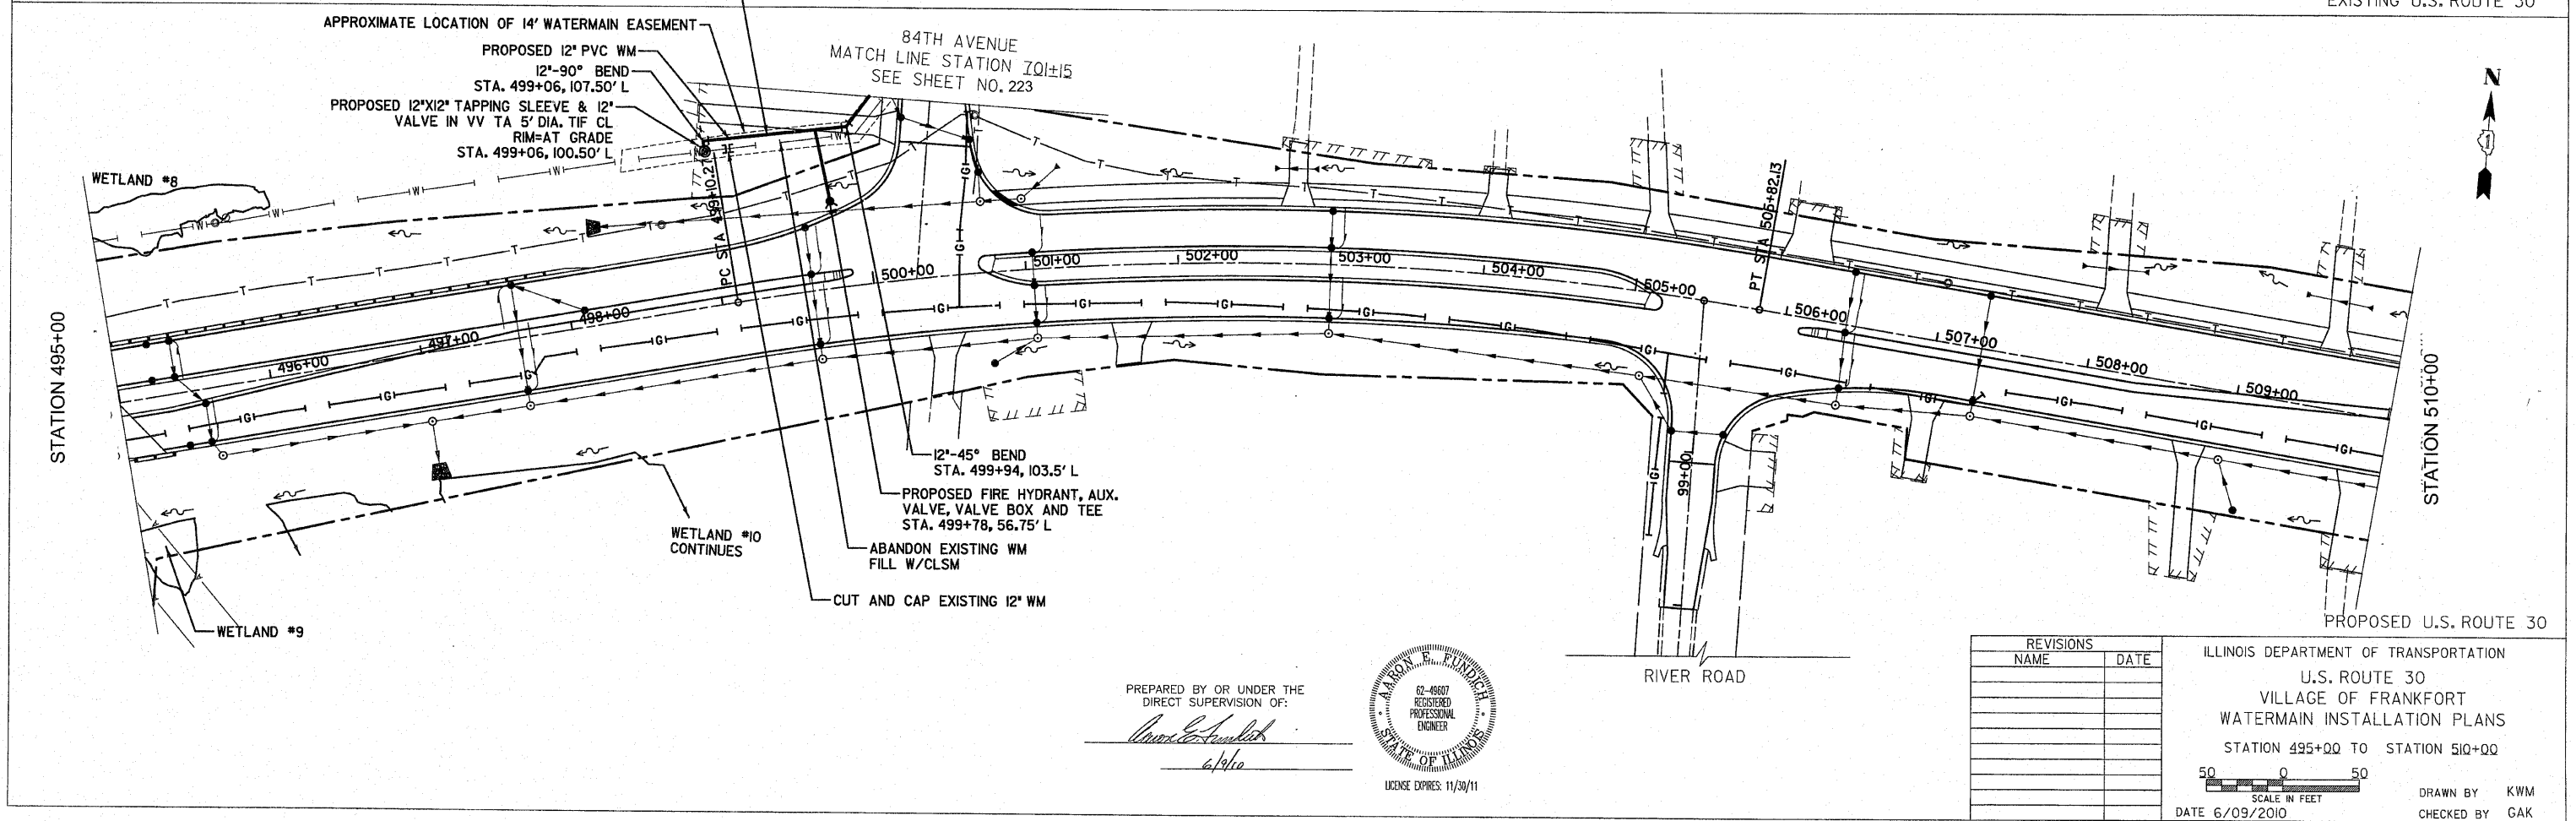 EXISTING U.S. ROUTE 30
APPROXIMATE LOCATION OF 14' WATERMAIN EASEMENT
PROPOSED 12" PVC WM
12"-90° BEND
STA. 499+06, 107.50' L
PROPOSED 12"X12" TAPPING SLEEVE & 12"
VALVE IN VV TA 5' DIA. TIF CL
RIM=AT GRADE
STA. 499+06, 100.50' L
84TH AVENUE
MATCH LINE STATION 701±15
SEE SHEET NO. 223
N
WETLAND #8
STATION 495+00
PC STA 499+10.27
PT STA 505+82.13
496+00
497+00
498+00
500+00
501+00
502+00
503+00
504+00
505+00
506+00
507+00
508+00
509+00
99+00
STATION 510+00
12"-45° BEND
STA. 499+94, 103.5' L
PROPOSED FIRE HYDRANT, AUX.
VALVE, VALVE BOX AND TEE
STA. 499+78, 56.75' L
ABANDON EXISTING WM
FILL W/CLSM
CUT AND CAP EXISTING 12" WM
WETLAND #10
CONTINUES
WETLAND #9
RIVER ROAD
PROPOSED U.S. ROUTE 30
PREPARED BY OR UNDER THE
DIRECT SUPERVISION OF:
6/9/10
AARON E. FUNDICH
62-49607
REGISTERED
PROFESSIONAL
ENGINEER
STATE OF ILLINOIS
LICENSE EXPIRES: 11/30/11
REVISIONS
NAME DATE
ILLINOIS DEPARTMENT OF TRANSPORTATION
U.S. ROUTE 30
VILLAGE OF FRANKFORT
WATERMAIN INSTALLATION PLANS
STATION 495+00 TO STATION 510+00
50 0 50
SCALE IN FEET
DATE 6/09/2010
DRAWN BY KWM
CHECKED BY GAK